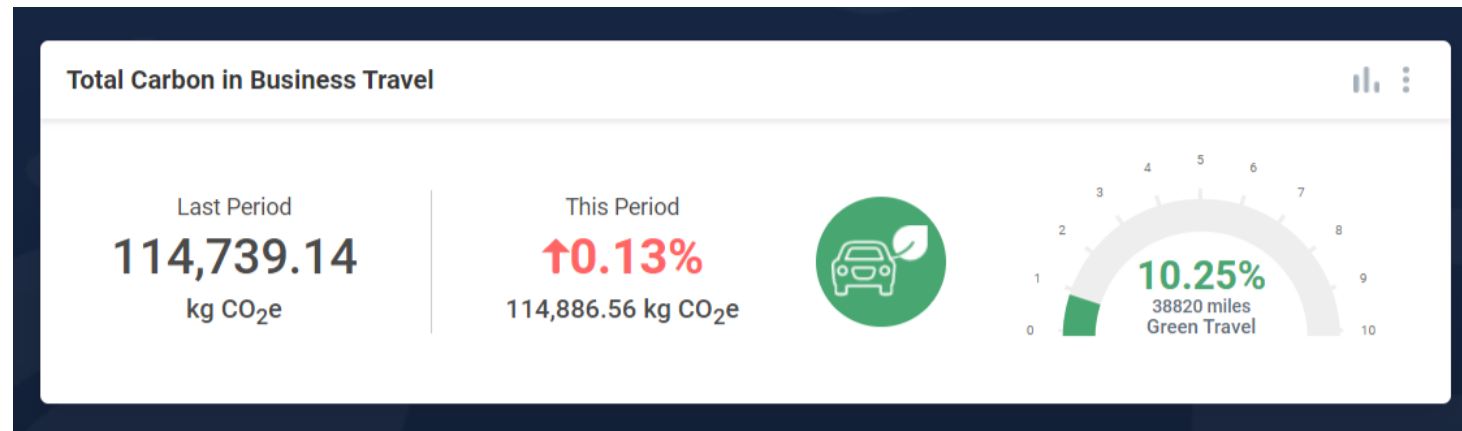 Total Carbon in Business Travel
Last Period
114,739.14
kg CO₂e
This Period
↑0.13%
114,886.56 kg CO₂e
0
1
2
3
4
5
6
7
8
9
10
10.25%
38820 miles
Green Travel